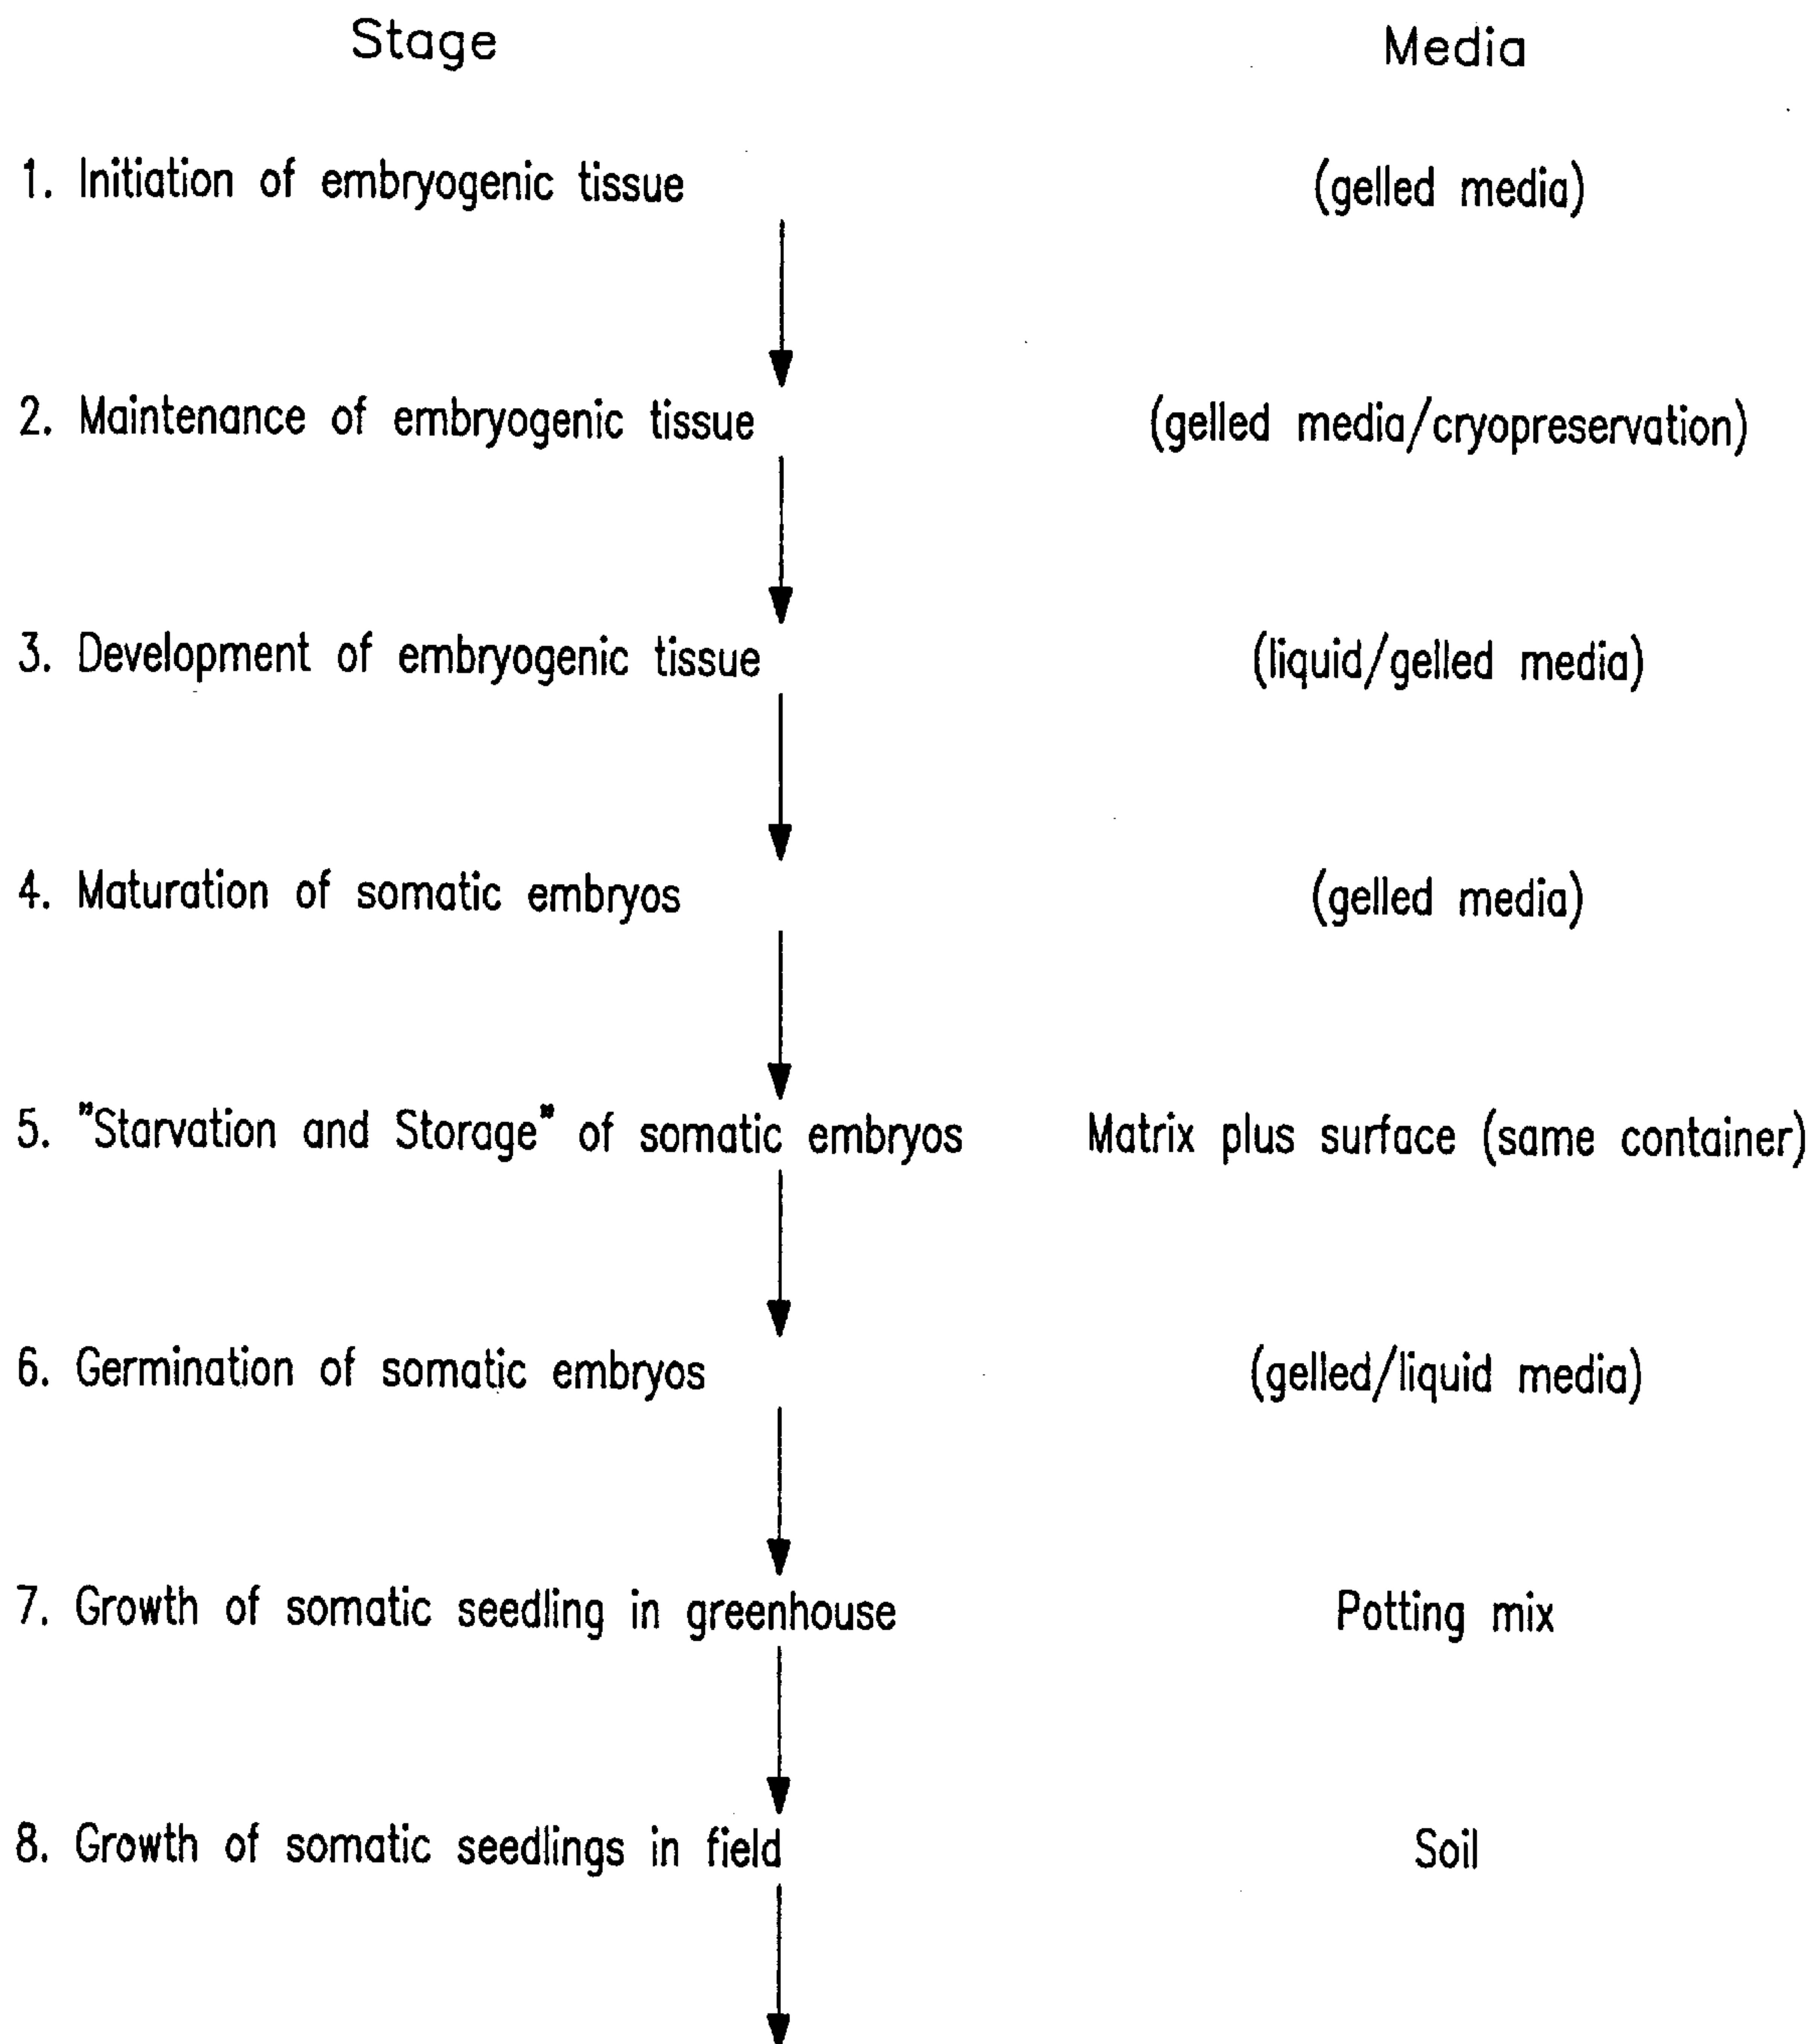 Stage Media
1. Initiation of embryogenic tissue (gelled media)
2. Maintenance of embryogenic tissue (gelled media/cryopreservation)
3. Development of embryogenic tissue (liquid/gelled media)
4. Maturation of somatic embryos (gelled media)
5. "Starvation and Storage" of somatic embryos Matrix plus surface (same container)
6. Germination of somatic embryos (gelled/liquid media)
7. Growth of somatic seedling in greenhouse Potting mix
8. Growth of somatic seedlings in field Soil